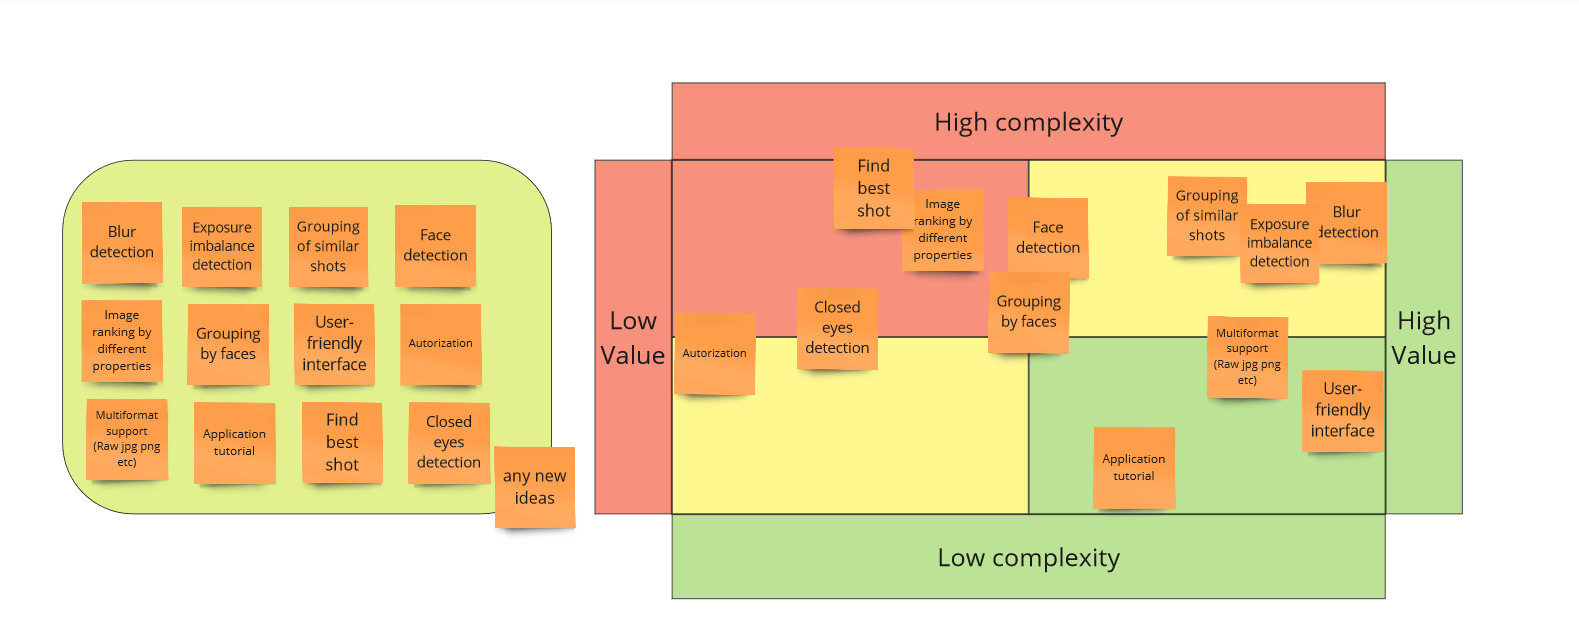 Blur
detection
Exposure
imbalance
detection
Grouping
of similar
shots
Face
detection
Image
ranking by
different
properties
Grouping
by faces
User-
friendly
interface
Autorization
Multiformat
support
(Raw jpg png
etc)
Application
tutorial
Find
best
shot
Closed
eyes
detection
any new
ideas
High complexity
Low
Value
High
Value
Low complexity
Find
best
shot
Image
ranking by
different
properties
Face
detection
Grouping
of similar
shots
Exposure
imbalance
detection
Blur
detection
Grouping
by faces
Closed
eyes
detection
Autorization
Multiformat
support
(Raw jpg png
etc)
User-
friendly
interface
Application
tutorial